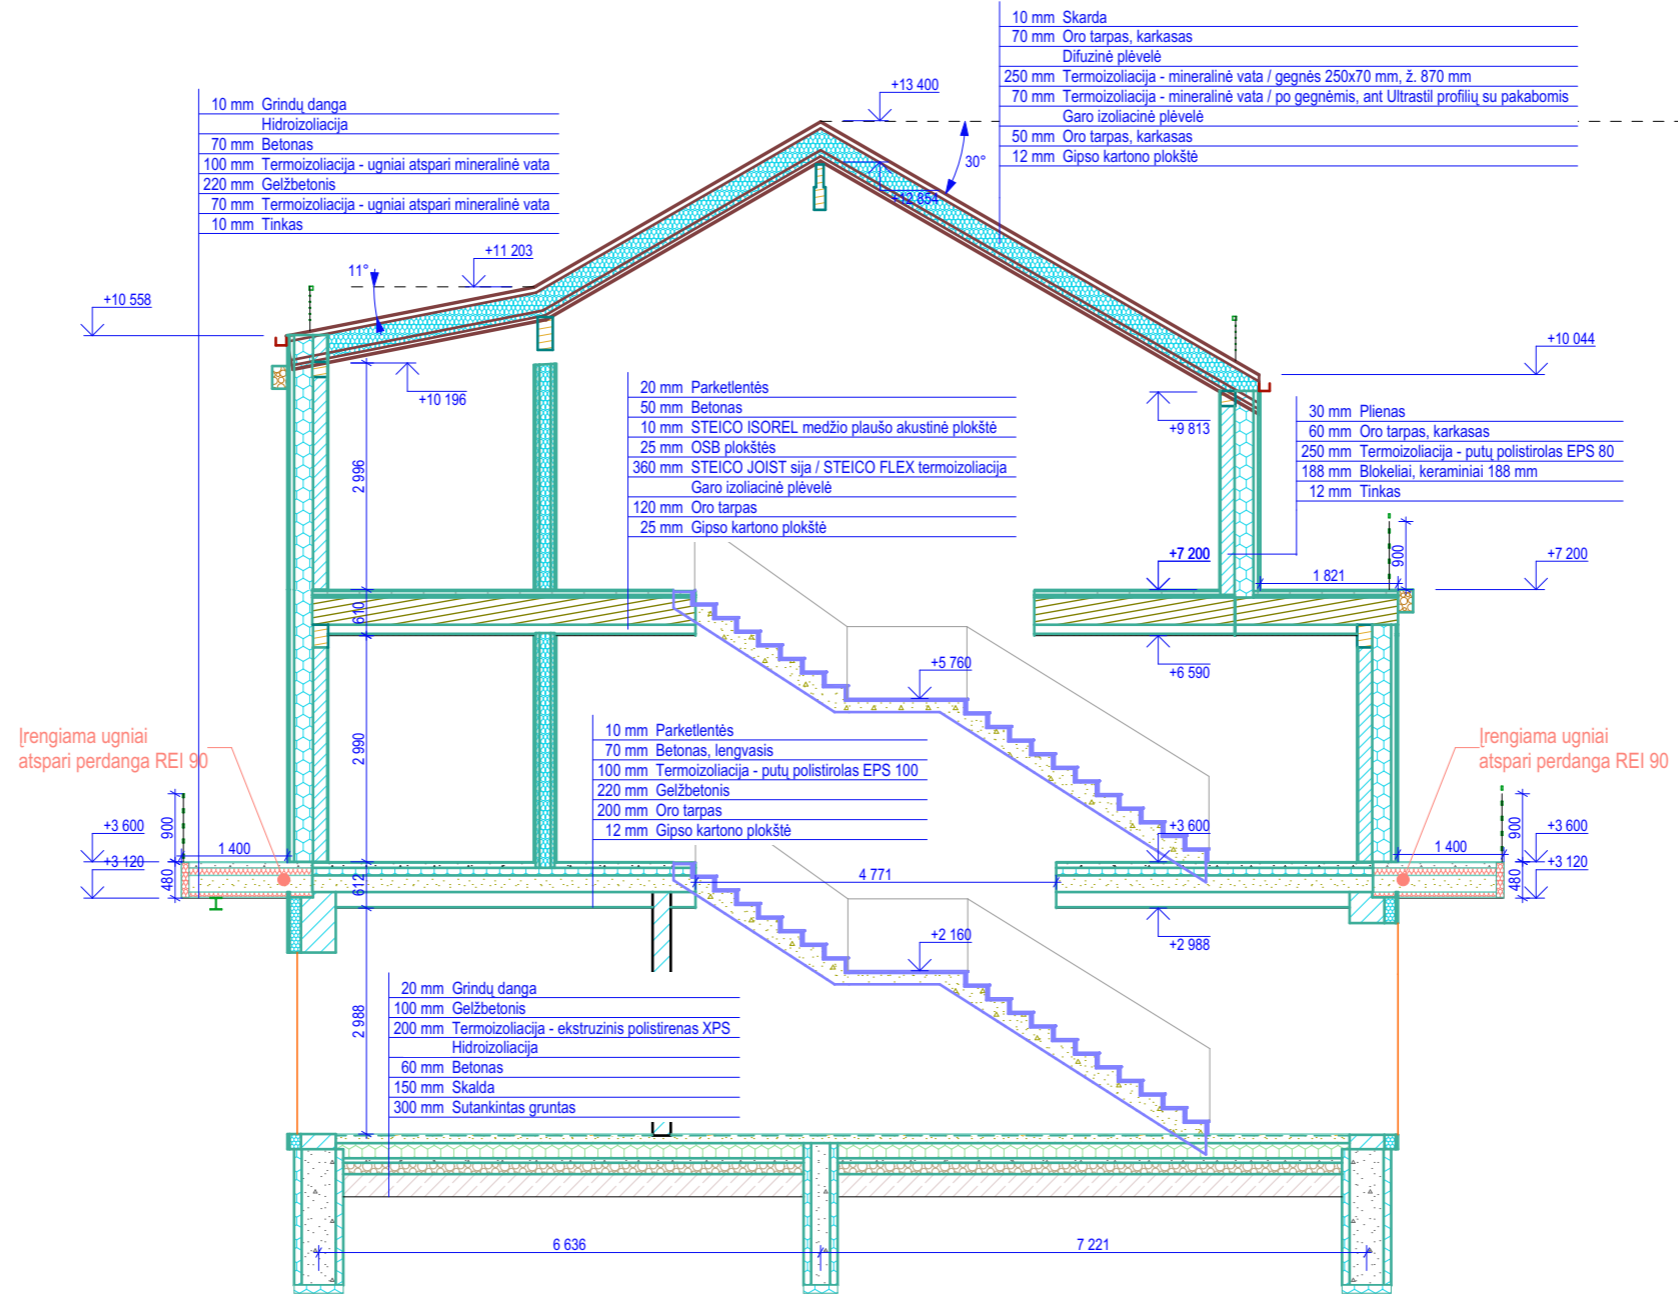 10 mm Skarda
70 mm Oro tarpas, karkasas
Difuzinė plėvelė
250 mm Termoizoliacija - mineralinė vata / gegnės 250x70 mm, ž. 870 mm
70 mm Termoizoliacija - mineralinė vata / po gegnėmis, ant Ultrastil profilių su pakabomis
Garo izoliacinė plėvelė
50 mm Oro tarpas, karkasas
12 mm Gipso kartono plokštė
+13 400
30°
+12 854
10 mm Grindų danga
Hidroizoliacija
70 mm Betonas
100 mm Termoizoliacija - ugniai atspari mineralinė vata
220 mm Gelžbetonis
70 mm Termoizoliacija - ugniai atspari mineralinė vata
10 mm Tinkas
+11 203
11°
+10 558
+10 196
+10 044
+9 813
20 mm Parketlentės
50 mm Betonas
10 mm STEICO ISOREL medžio plaušo akustinė plokštė
25 mm OSB plokštės
360 mm STEICO JOIST sija / STEICO FLEX termoizoliacija
Garo izoliacinė plėvelė
120 mm Oro tarpas
25 mm Gipso kartono plokštė
30 mm Plienas
60 mm Oro tarpas, karkasas
250 mm Termoizoliacija - putų polistirolas EPS 80
188 mm Blokeliai, keraminiai 188 mm
12 mm Tinkas
2 996
+7 200
1 821
900
+7 200
610
+6 590
+5 760
2 990
Įrengiama ugniai
atspari perdanga REI 90
Įrengiama ugniai
atspari perdanga REI 90
10 mm Parketlentės
70 mm Betonas, lengvasis
100 mm Termoizoliacija - putų polistirolas EPS 100
220 mm Gelžbetonis
200 mm Oro tarpas
12 mm Gipso kartono plokštė
+3 600
900
1 400
+3 120
480
612
4 771
+3 600
1 400
900
+3 600
+3 120
480
+2 988
+2 160
2 988
20 mm Grindų danga
100 mm Gelžbetonis
200 mm Termoizoliacija - ekstruzinis polistirenas XPS
Hidroizoliacija
60 mm Betonas
150 mm Skalda
300 mm Sutankintas gruntas
6 636
7 221